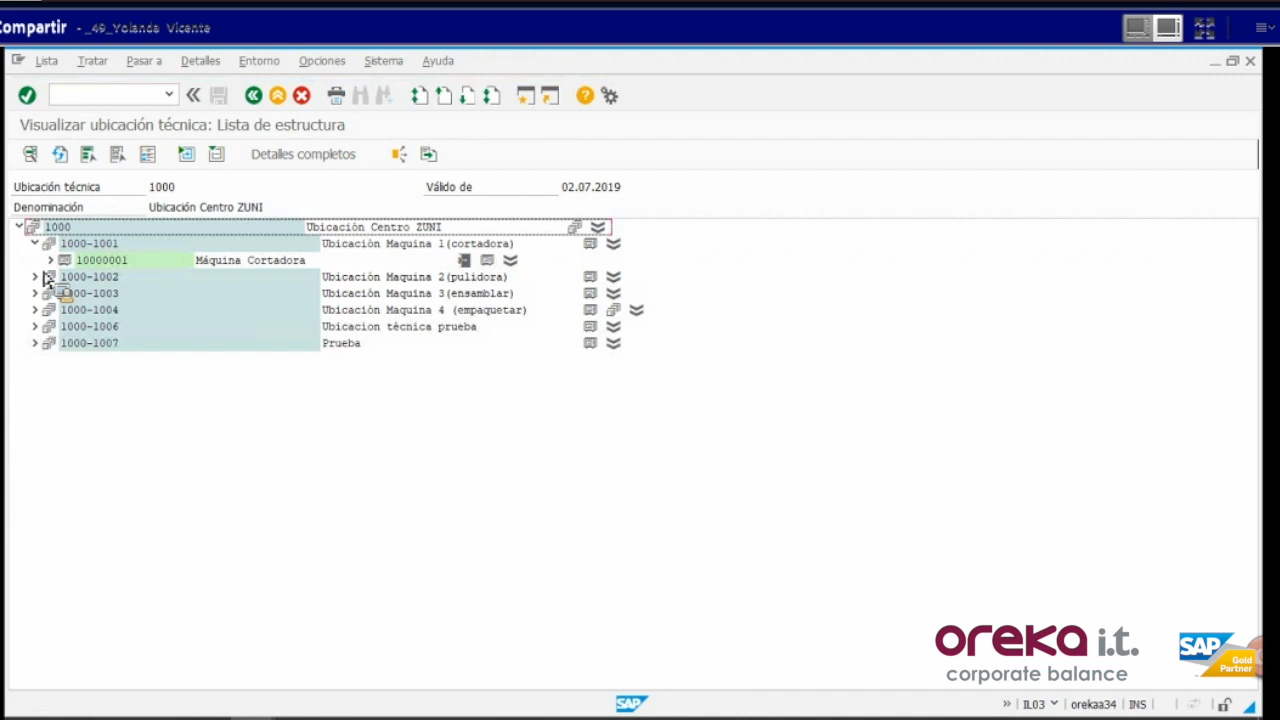 Compartir - _49_Yolanda Vicente
Lista Tratar Pasar a Detalles Entorno Opciones Sistema Ayuda
Visualizar ubicación técnica: Lista de estructura
Detalles completos
Ubicación técnica 1000 Válido de 02.07.2019
Denominación Ubicación Centro ZUNI
1000 Ubicación Centro ZUNI
1000-1001 Ubicación Maquina 1(cortadora)
10000001 Máquina Cortadora
1000-1002 Ubicación Maquina 2(pulidora)
00-1003 Ubicación Maquina 3(ensamblar)
1000-1004 Ubicación Maquina 4 (empaquetar)
1000-1006 Ubicacion técnica prueba
1000-1007 Prueba
oreka i.t.
corporate balance
SAP
Gold
Partner
SAP
» IL03 orekaa34 INS